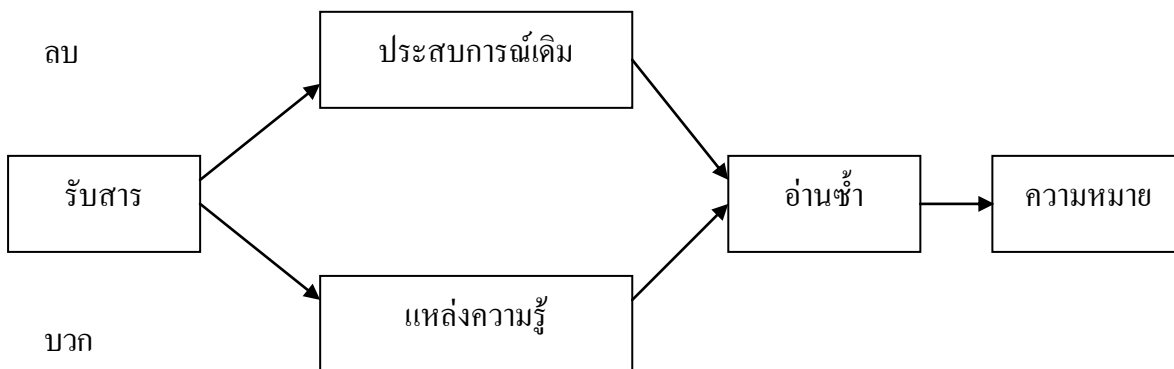 ลบ
ประสบการณ์เดิม
รับสาร
อ่านซ้ำ
ความหมาย
แหล่งความรู้
บวก